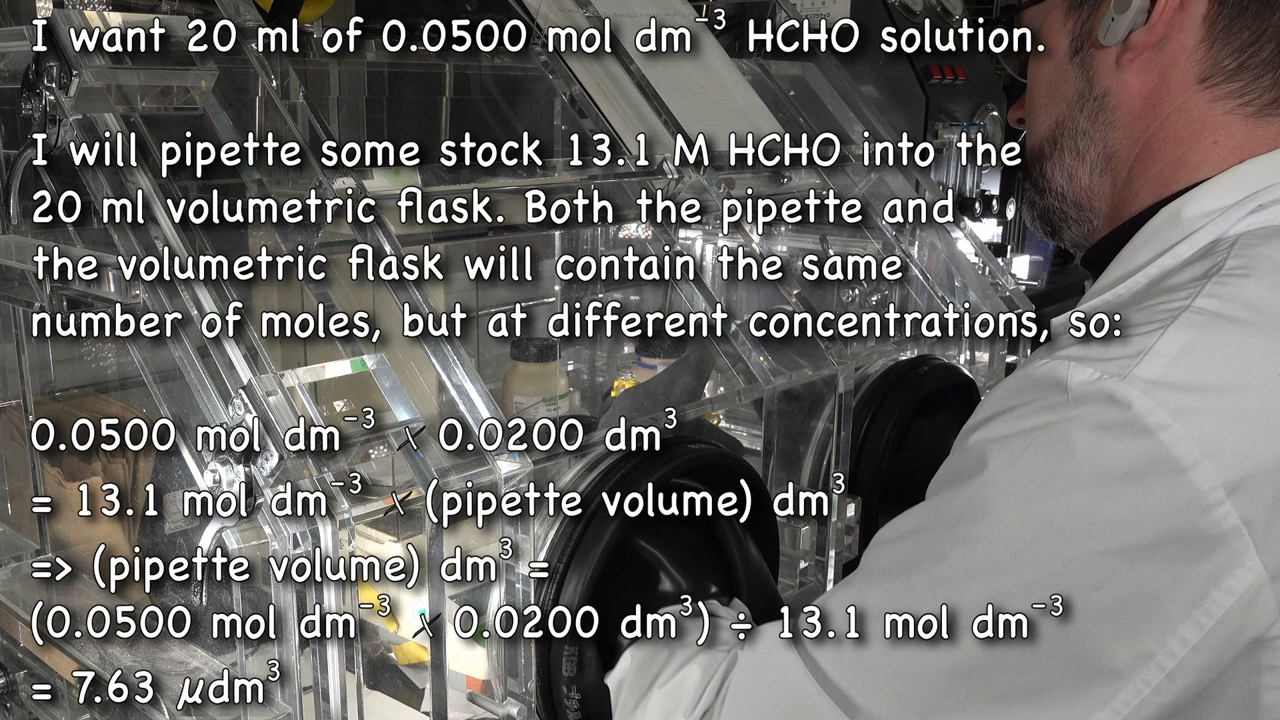 I want 20 ml of 0.0500 mol dm⁻³ HCHO solution.
I will pipette some stock 13.1 M HCHO into the
20 ml volumetric flask. Both the pipette and
the volumetric flask will contain the same
number of moles, but at different concentrations, so:
0.0500 mol dm⁻³ × 0.0200 dm³
= 13.1 mol dm⁻³ × (pipette volume) dm³
=> (pipette volume) dm³ =
(0.0500 mol dm⁻³ × 0.0200 dm³) ÷ 13.1 mol dm⁻³
= 7.63 µdm³